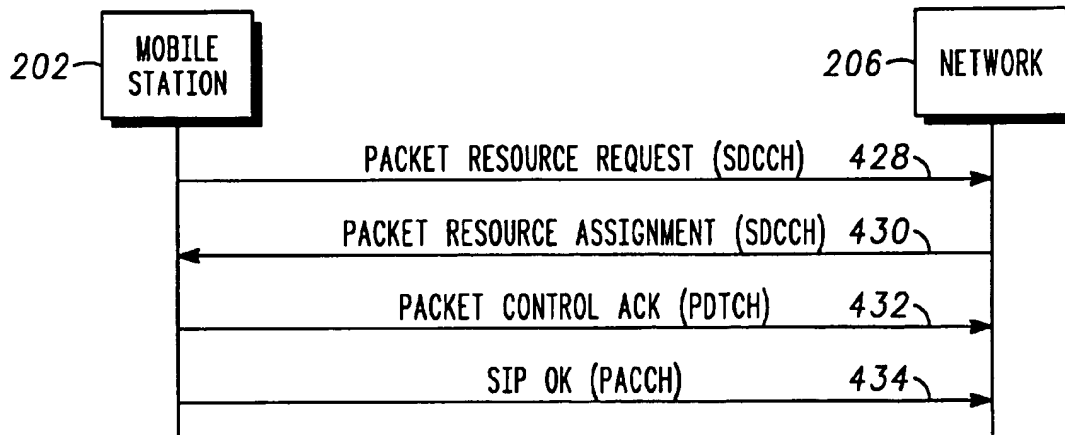 202
MOBILE
STATION
206
NETWORK
PACKET RESOURCE REQUEST (SDCCH) 428
PACKET RESOURCE ASSIGNMENT (SDCCH) 430
PACKET CONTROL ACK (PDTCH) 432
SIP OK (PACCH) 434